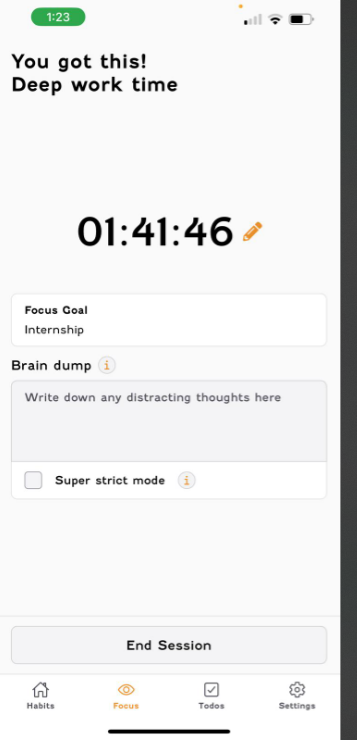 1:23
You got this!
Deep work time
01:41:46
Focus Goal
Internship
Brain dump i
Write down any distracting thoughts here
Super strict mode i
End Session
Habits Focus Todos Settings